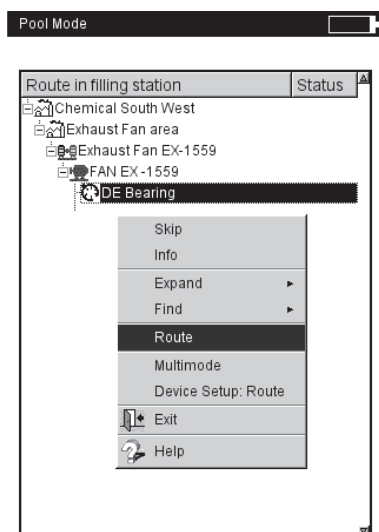 Pool Mode
Route in filling station Status
Chemical South West
Exhaust Fan area
Exhaust Fan EX-1559
FAN EX-1559
DE Bearing
Skip
Info
Expand
Find
Route
Multimode
Device Setup: Route
Exit
Help